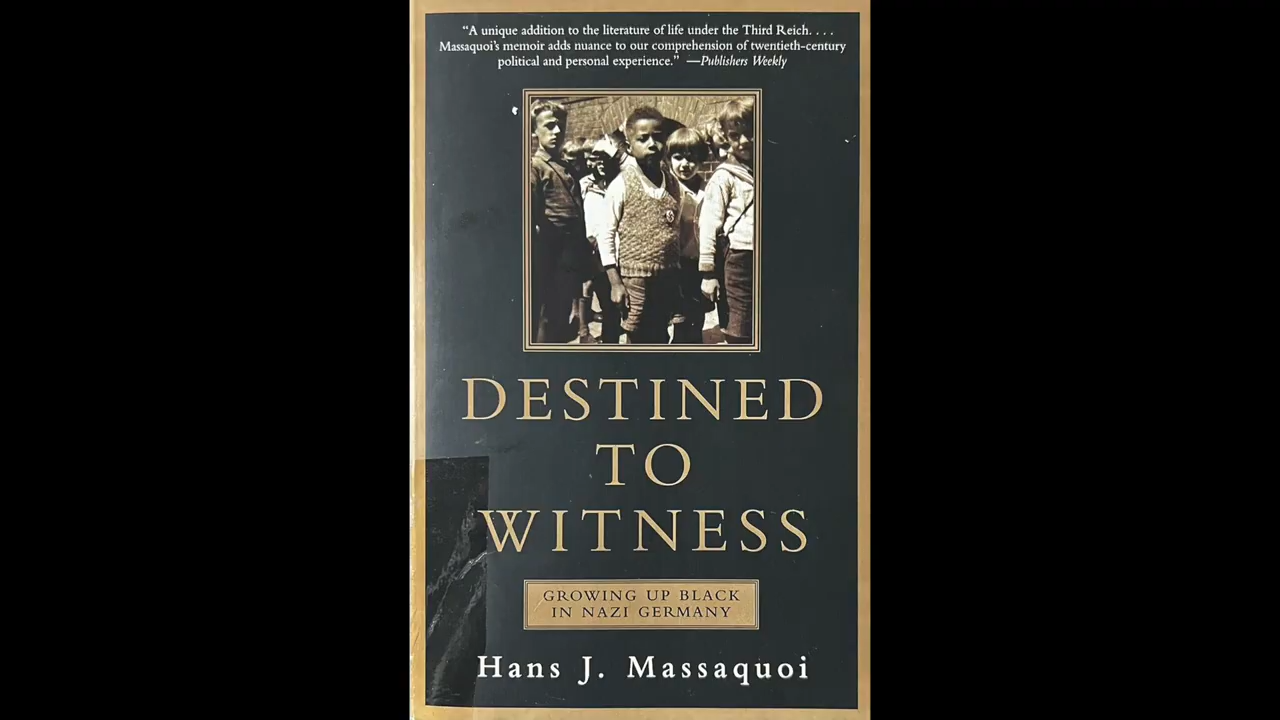 “A unique addition to the literature of life under the Third Reich. . . .
Massaquoi’s memoir adds nuance to our comprehension of twentieth-century
political and personal experience.” —Publishers Weekly
DESTINED
TO
WITNESS
GROWING UP BLACK
IN NAZI GERMANY
Hans J. Massaquoi